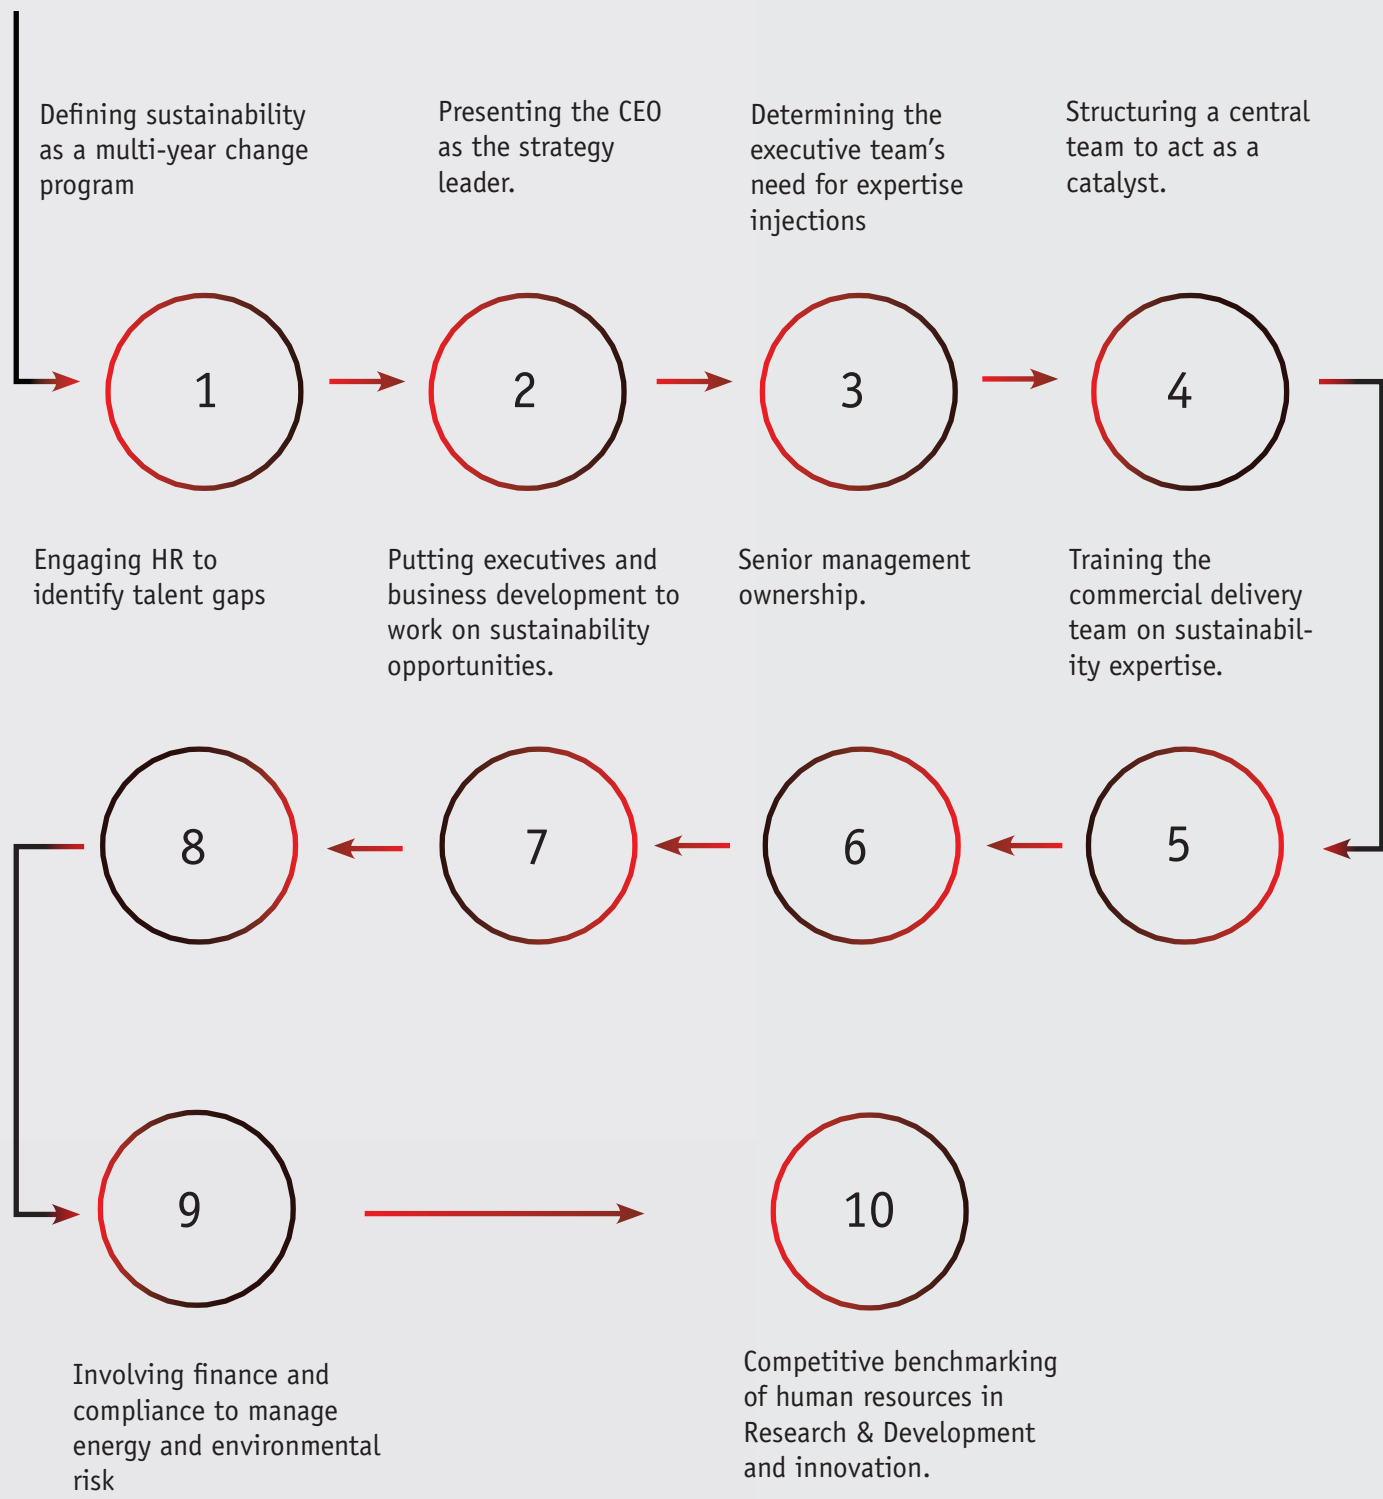 Defining sustainability
as a multi-year change
program
Presenting the CEO
as the strategy
leader.
Determining the
executive team’s
need for expertise
injections
Structuring a central
team to act as a
catalyst.
1
2
3
4
Engaging HR to
identify talent gaps
Putting executives and
business development to
work on sustainability
opportunities.
Senior management
ownership.
Training the
commercial delivery
team on sustainabil-
ity expertise.
8
7
6
5
9
10
Involving finance and
compliance to manage
energy and environmental
risk
Competitive benchmarking
of human resources in
Research & Development
and innovation.